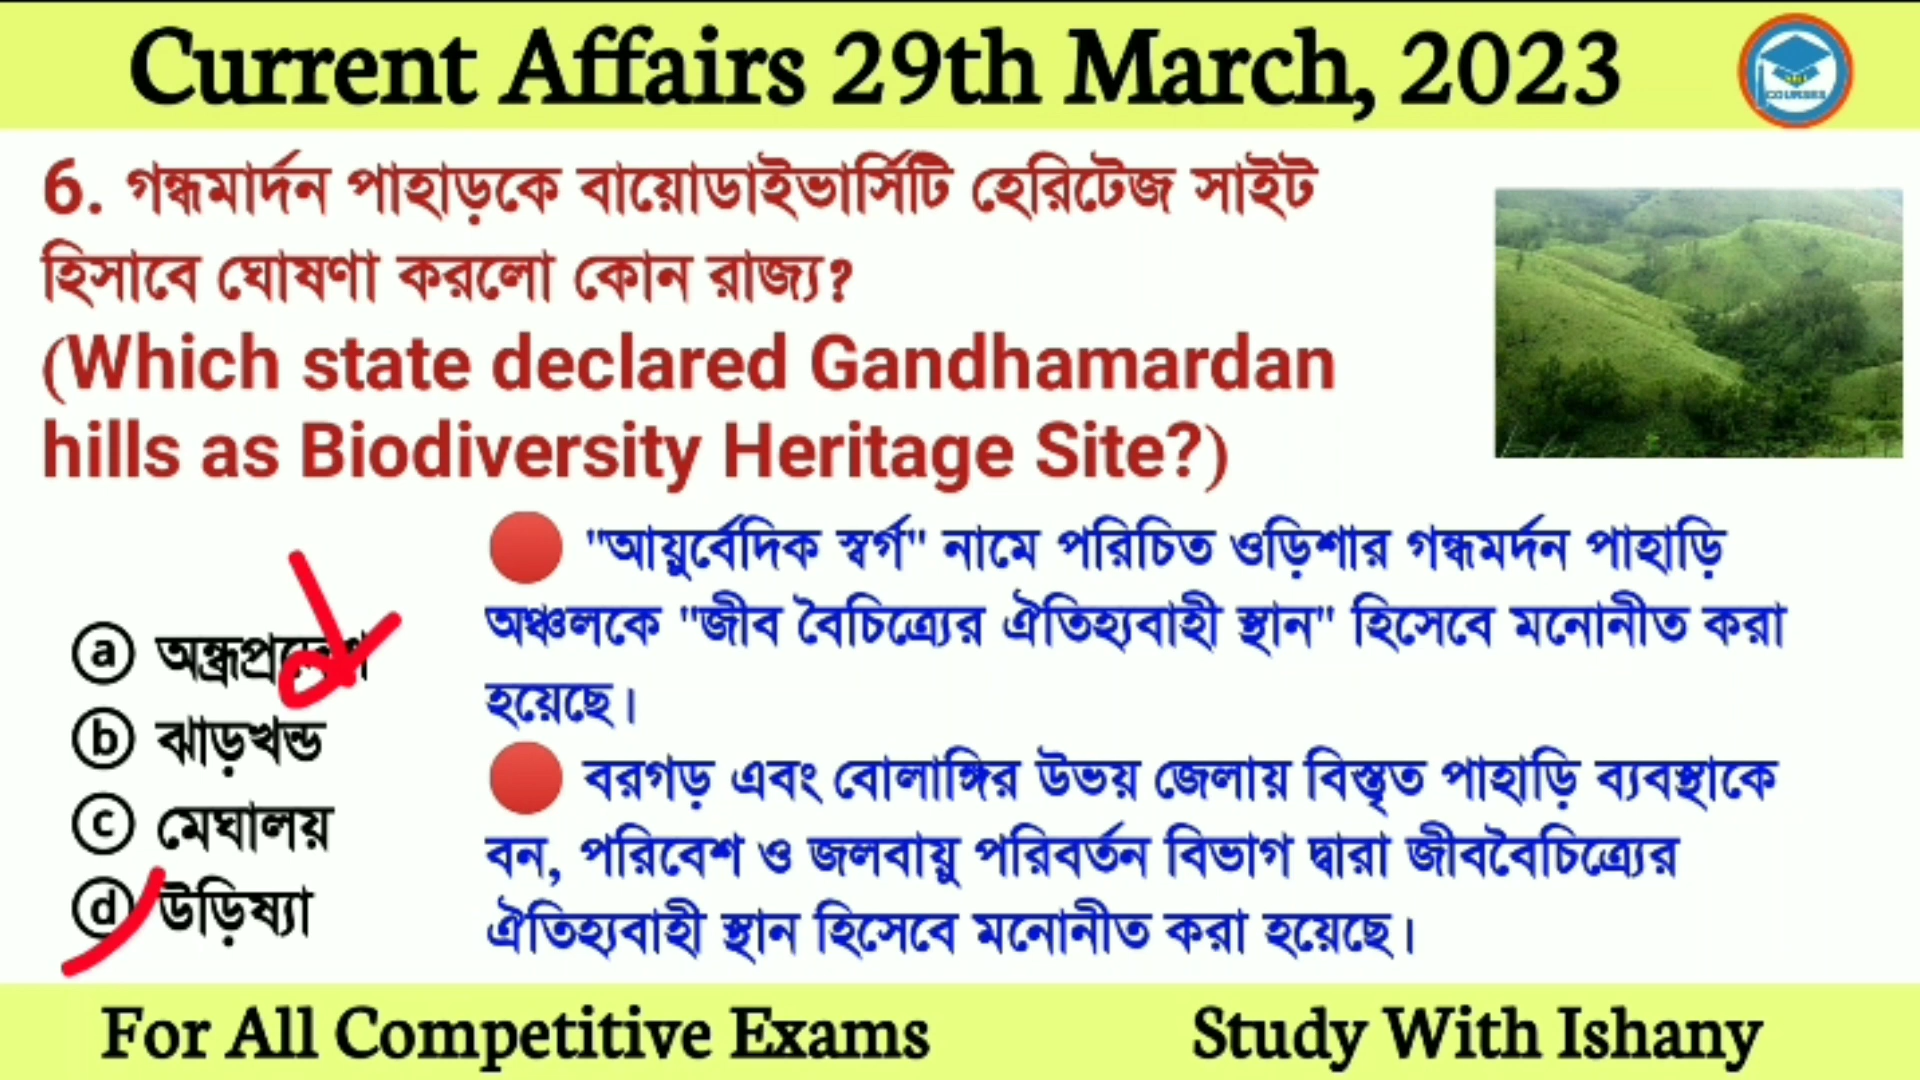 Current Affairs 29th March, 2023
COURSES
6. গন্ধমার্দন পাহাড়কে বায়োডাইভার্সিটি হেরিটেজ সাইট
হিসাবে ঘোষণা করলো কোন রাজ্য?
(Which state declared Gandhamardan
hills as Biodiversity Heritage Site?)
ⓐ অন্ধ্রপ্রদেশ
ⓑ ঝাড়খন্ড
ⓒ মেঘালয়
ⓓ উড়িষ্যা
"আয়ুর্বেদিক স্বর্গ" নামে পরিচিত ওড়িশার গন্ধমর্দন পাহাড়ি
অঞ্চলকে "জীব বৈচিত্র্যের ঐতিহ্যবাহী স্থান" হিসেবে মনোনীত করা
হয়েছে।
বরগড় এবং বোলাঙ্গির উভয় জেলায় বিস্তৃত পাহাড়ি ব্যবস্থাকে
বন, পরিবেশ ও জলবায়ু পরিবর্তন বিভাগ দ্বারা জীববৈচিত্র্যের
ঐতিহ্যবাহী স্থান হিসেবে মনোনীত করা হয়েছে।
For All Competitive Exams
Study With Ishany